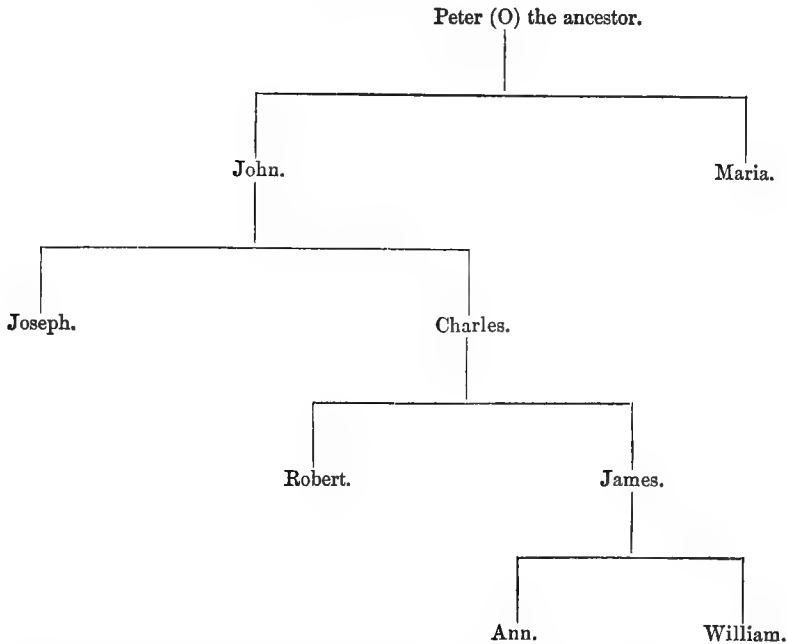 Peter (O) the ancestor.
John.
Maria.
Joseph.
Charles.
Robert.
James.
Ann.
William.